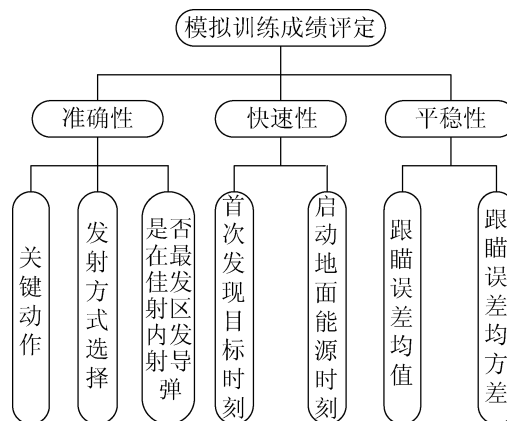 模拟训练成绩评定
准确性
快速性
平稳性
关键动作
发射方式选择
是否在最佳发射区内发射导弹
首次发现目标时刻
启动地面能源时刻
跟瞄误差均值
跟瞄误差均方差